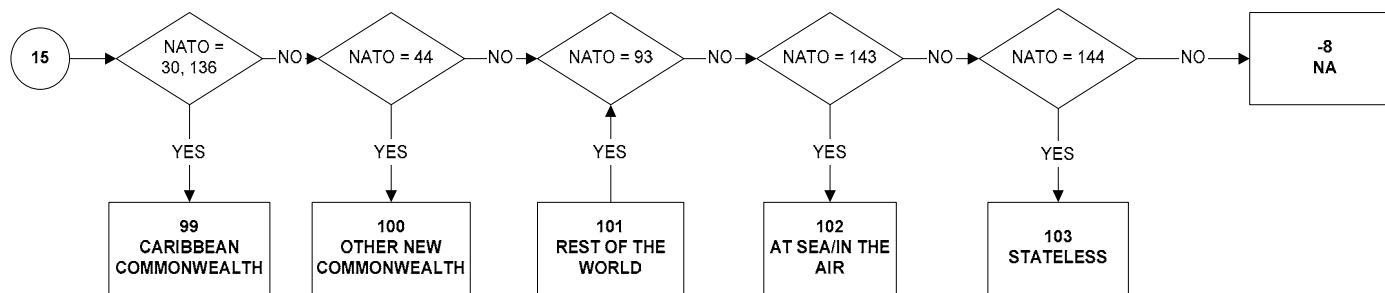 15
NATO =
30, 136
NO
NATO = 44
NO
NATO = 93
NO
NATO = 143
NO
NATO = 144
NO
-8
NA
YES
YES
YES
YES
YES
99
CARIBBEAN
COMMONWEALTH
100
OTHER NEW
COMMONWEALTH
101
REST OF THE
WORLD
102
AT SEA/IN THE
AIR
103
STATELESS